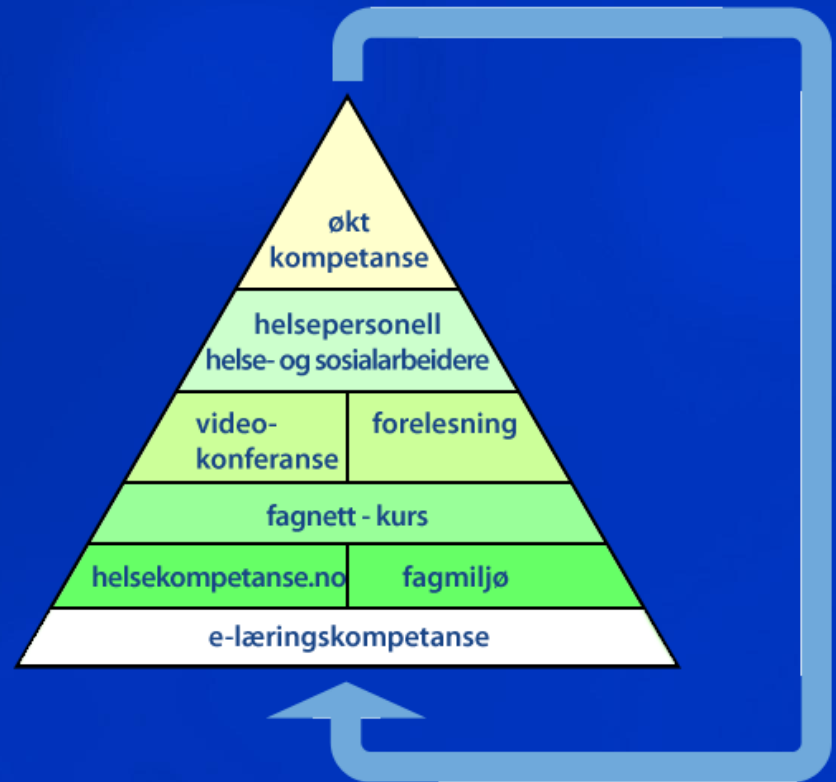 økt
kompetanse
helsepersonell
helse- og sosialarbeidere
video-
konferanse
forelesning
fagnett - kurs
helsekompetanse.no
fagmiljø
e-læringskompetanse